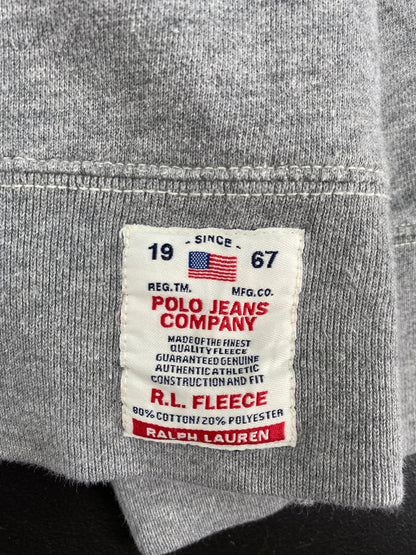 - SINCE -
19 67
REG.TM. MFG.CO.
POLO JEANS
COMPANY
MADE OF THE FINEST
QUALITY FLEECE
GUARANTEED GENUINE
AUTHENTIC ATHLETIC
CONSTRUCTION AND FIT
R.L. FLEECE
80% COTTON/20% POLYESTER
RALPH LAUREN